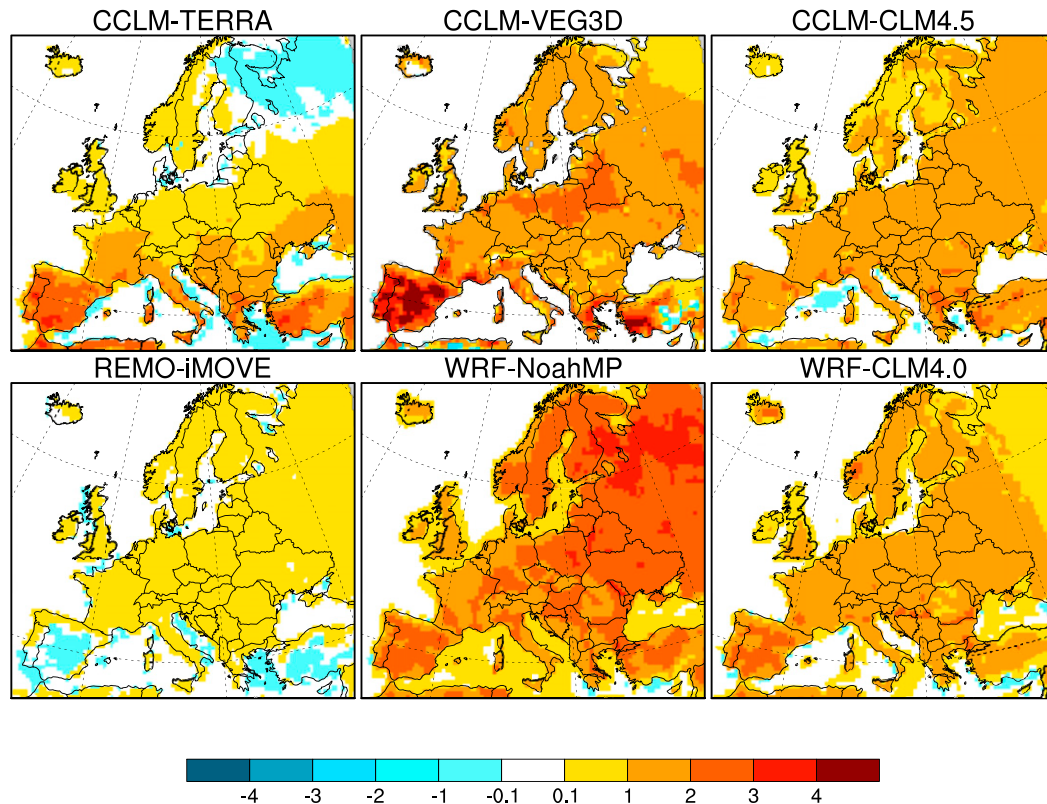 CCLM-TERRA CCLM-VEG3D CCLM-CLM4.5
REMO-iMOVE WRF-NoahMP WRF-CLM4.0
-4 -3 -2 -1 -0.1 0.1 1 2 3 4